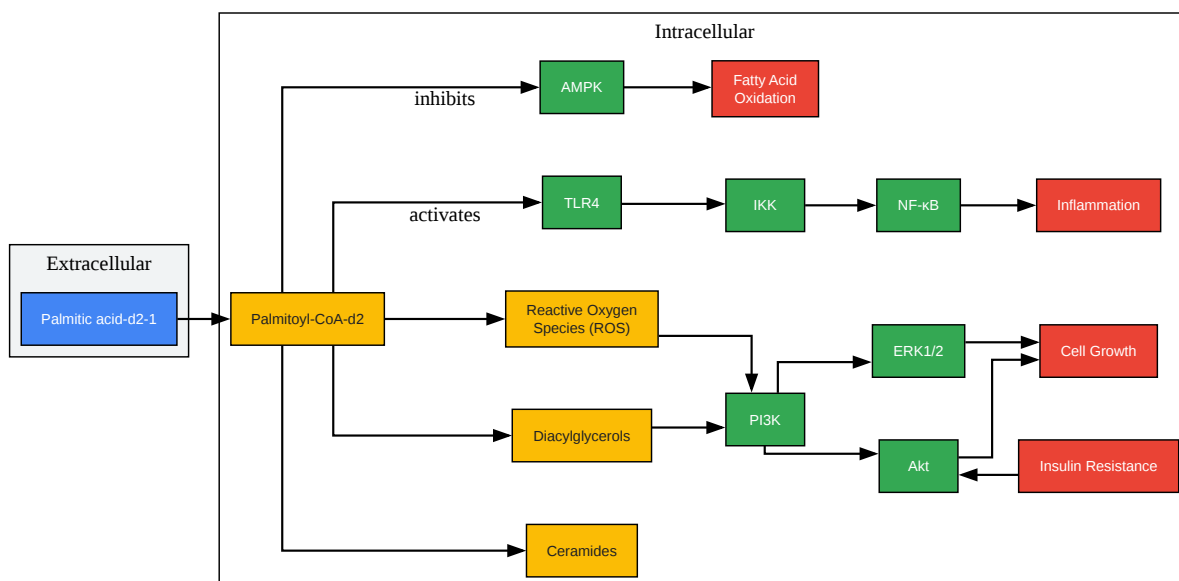 Intracellular
AMPK
Fatty Acid
Oxidation
inhibits
TLR4
IKK
NF-κB
Inflammation
activates
Extracellular
Palmitic acid-d2-1
Palmitoyl-CoA-d2
Reactive Oxygen
Species (ROS)
ERK1/2
Cell Growth
PI3K
Diacylglycerols
Akt
Insulin Resistance
Ceramides